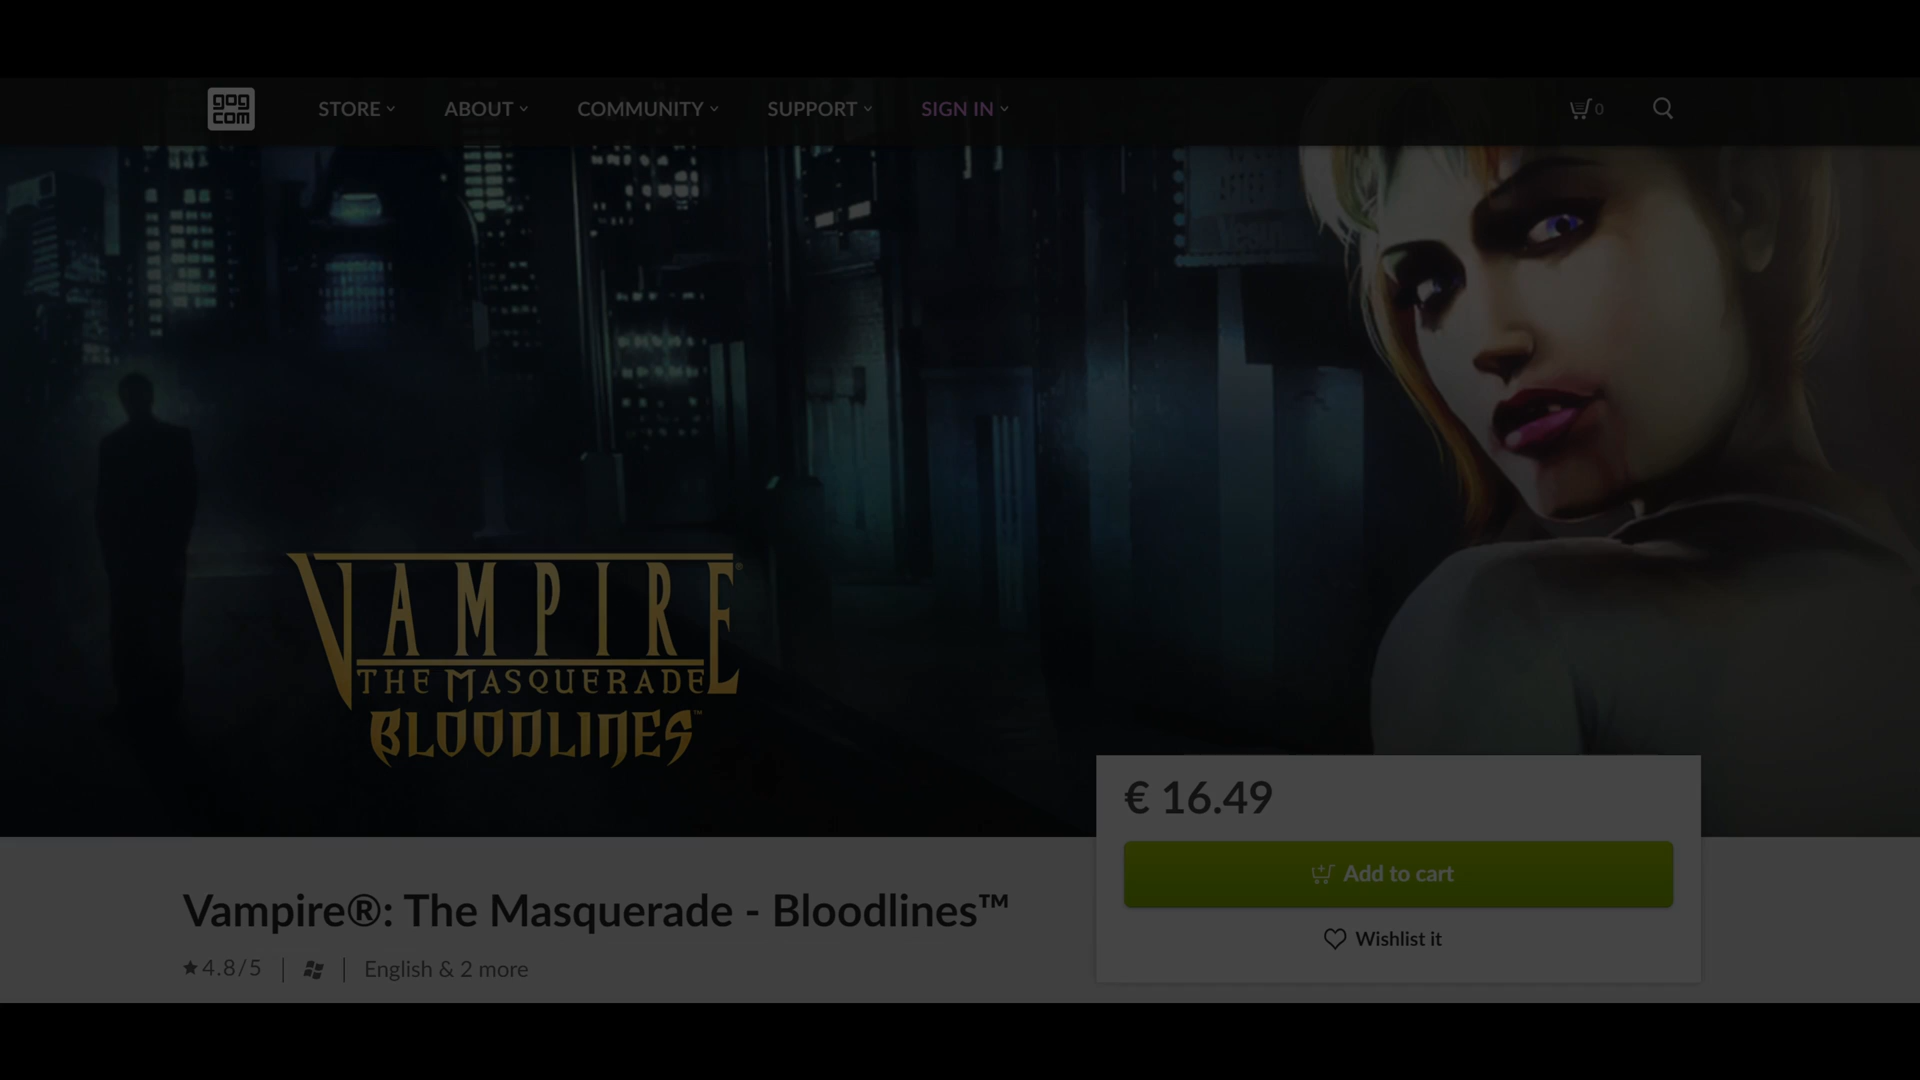 gog
com
STORE
ABOUT
COMMUNITY
SUPPORT
SIGN IN
0
VAMPIRE®
THE MASQUERADE
BLOODLINES™
€ 16.49
Add to cart
Wishlist it
Vampire®: The Masquerade - Bloodlines™
4.8/5
English & 2 more